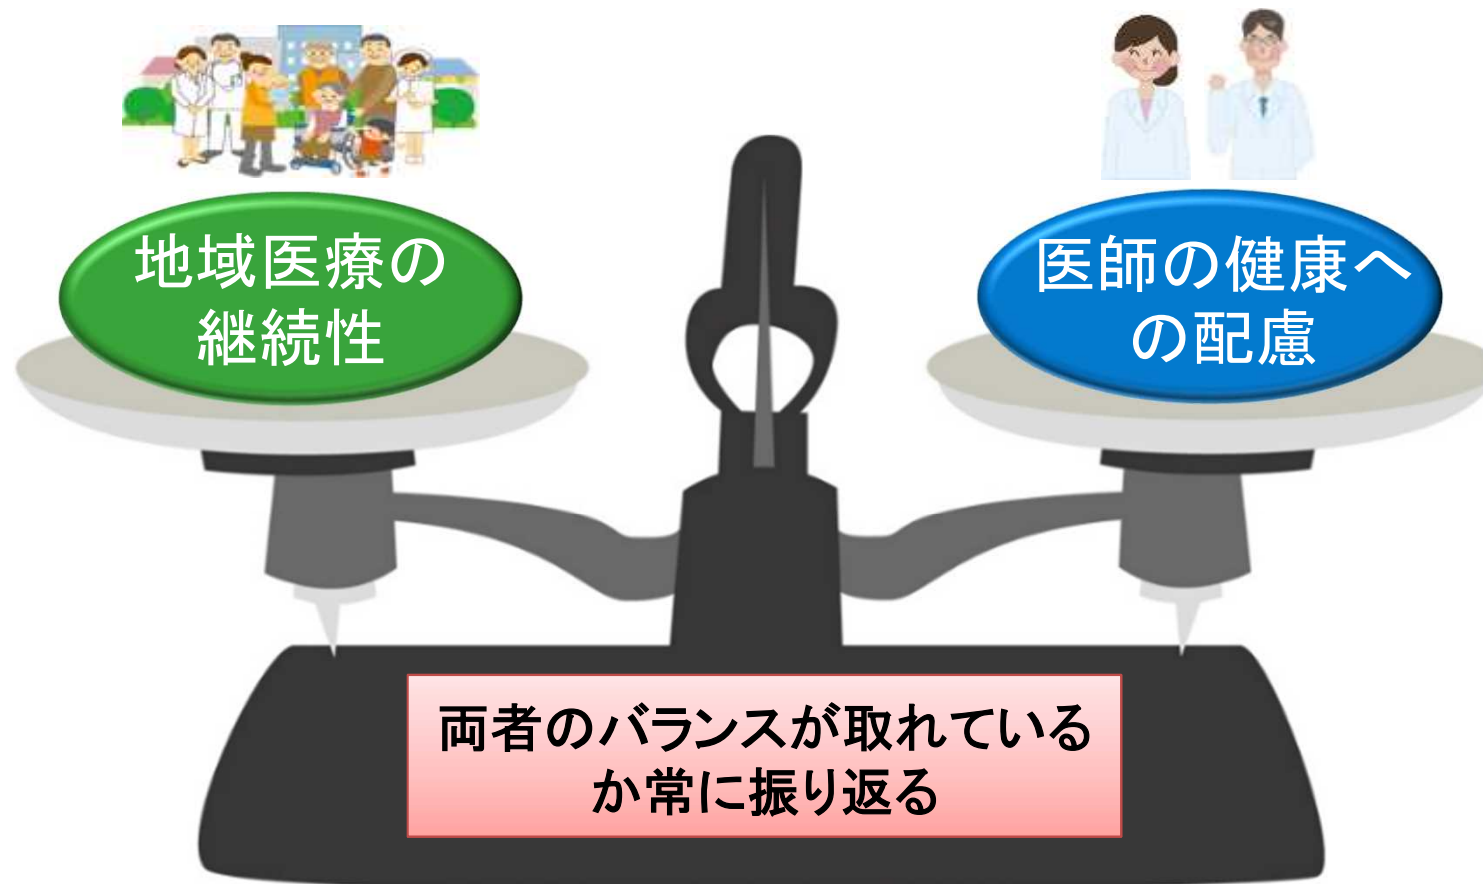 地域医療の
継続性
医師の健康へ
の配慮
両者のバランスが取れている
か常に振り返る